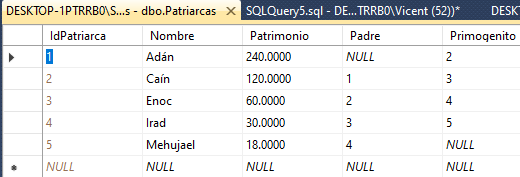 DESKTOP-1PTRRB0\S...s - dbo.Patriarcas SQLQuery5.sql - DE...TRRB0\Vicent (52))* DESKT
IdPatriarca Nombre Patrimonio Padre Primogenito
1 Adán 240.0000 NULL 2
2 Caín 120.0000 1 3
3 Enoc 60.0000 2 4
4 Irad 30.0000 3 5
5 Mehujael 18.0000 4 NULL
NULL NULL NULL NULL NULL